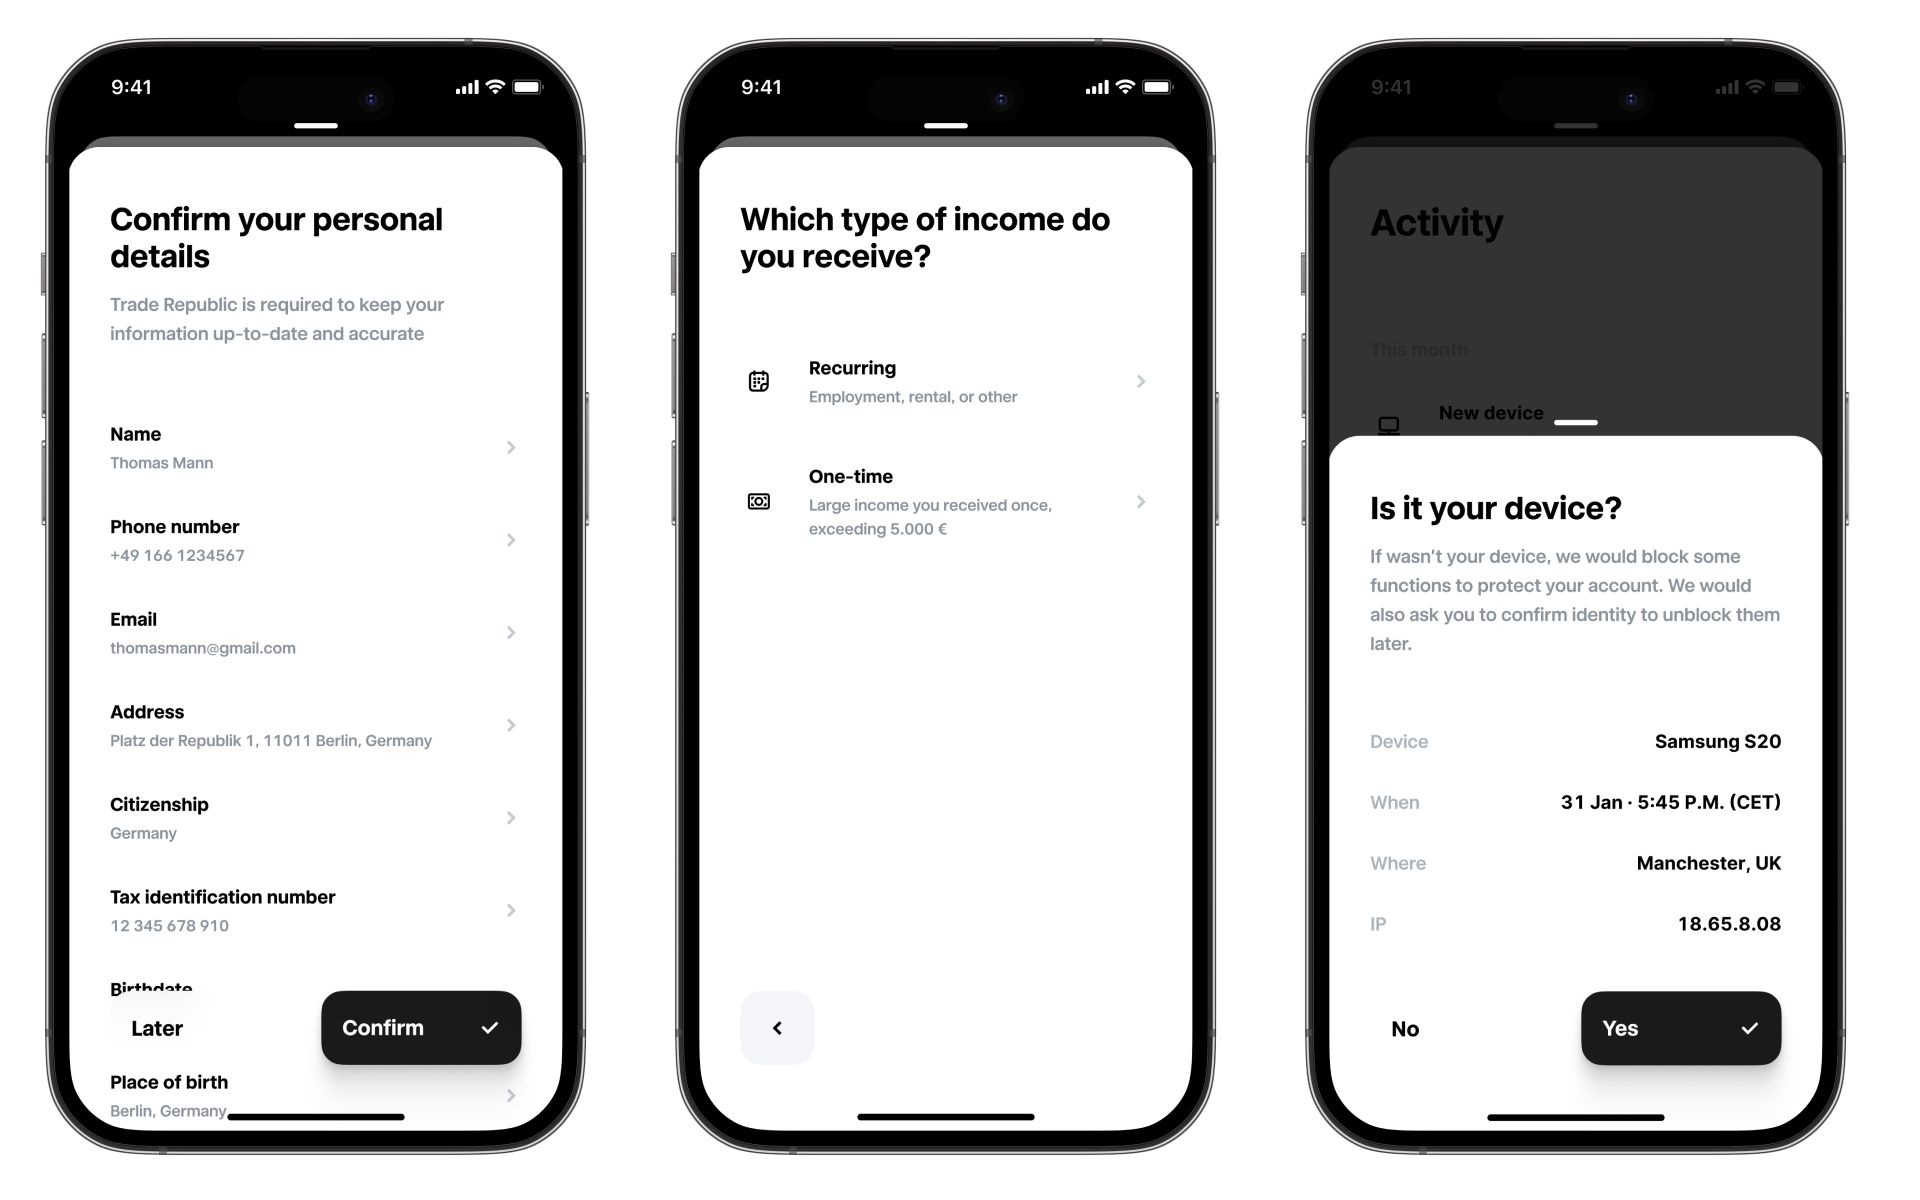 9:41
Confirm your personal
details
Trade Republic is required to keep your
information up-to-date and accurate
Name
Thomas Mann
Phone number
+49 166 1234567
Email
thomasmann@gmail.com
Address
Platz der Republik 1, 11011 Berlin, Germany
Citizenship
Germany
Tax identification number
12 345 678 910
Birthdate
Later
Confirm
Place of birth
Berlin, Germany
9:41
Which type of income do
you receive?
Recurring
Employment, rental, or other
One-time
Large income you received once,
exceeding 5.000 €
9:41
Activity
This month
New device
Is it your device?
If wasn't your device, we would block some
functions to protect your account. We would
also ask you to confirm identity to unblock them
later.
Device Samsung S20
When 31 Jan · 5:45 P.M. (CET)
Where Manchester, UK
IP 18.65.8.08
No
Yes